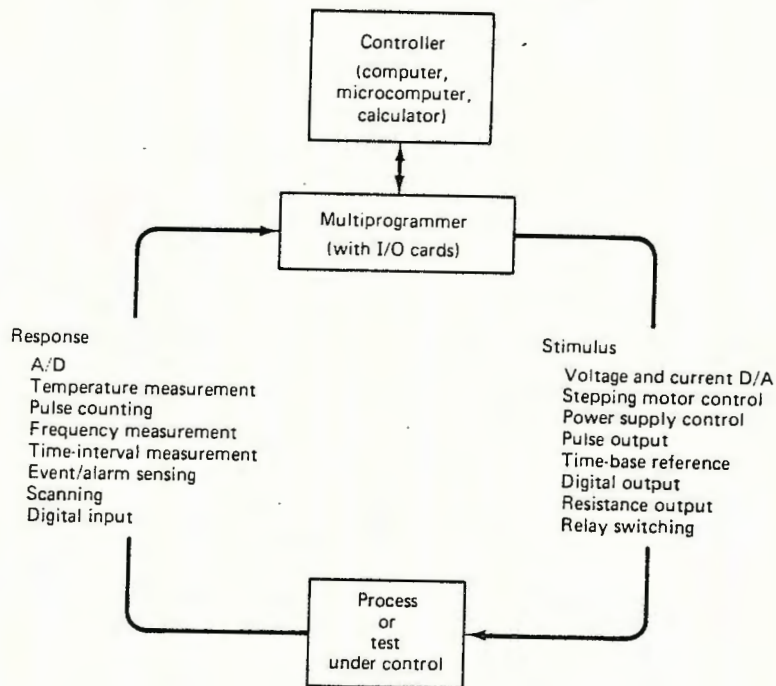 Controller
(computer,
microcomputer,
calculator)
Multiprogrammer
(with I/O cards)
Response
A/D
Temperature measurement
Pulse counting
Frequency measurement
Time-interval measurement
Event/alarm sensing
Scanning
Digital input
Stimulus
Voltage and current D/A
Stepping motor control
Power supply control
Pulse output
Time-base reference
Digital output
Resistance output
Relay switching
Process
or
test
under control